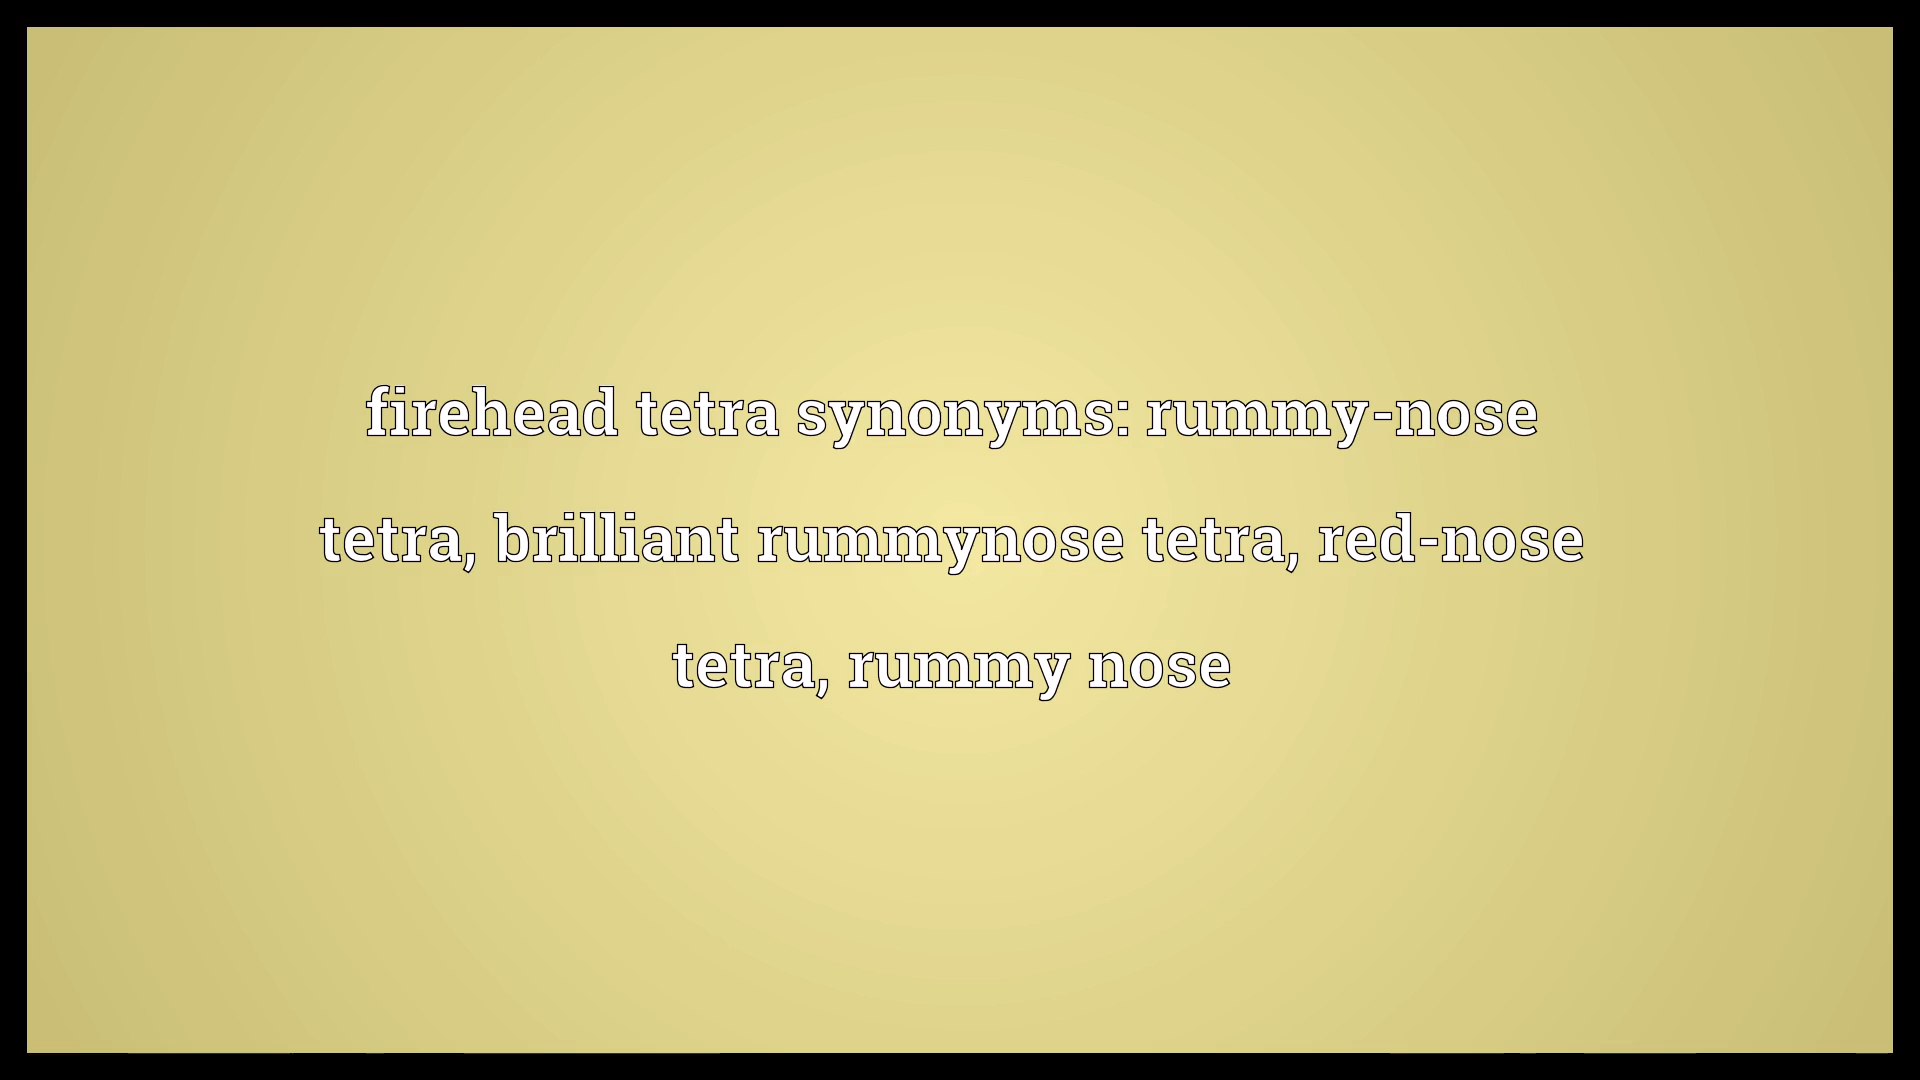 firehead tetra synonyms: rummy-nose
tetra, brilliant rummynose tetra, red-nose
tetra, rummy nose